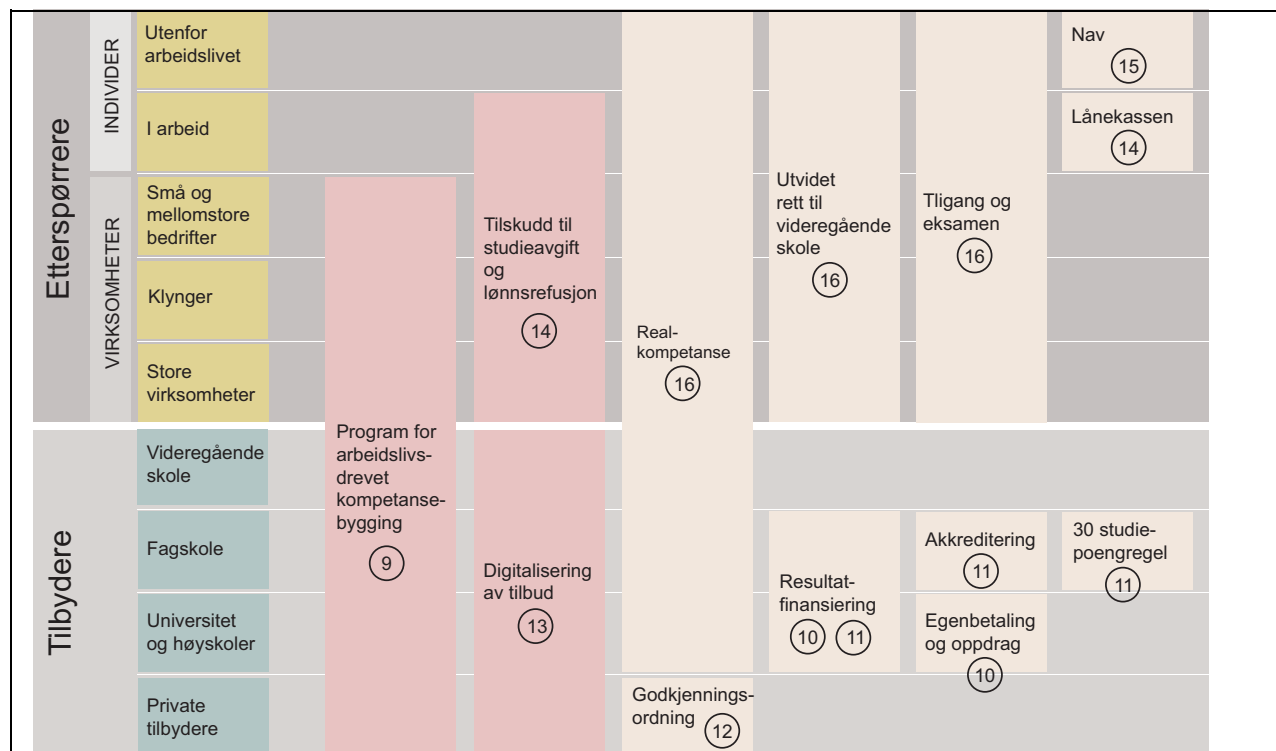 Etterspørrere
INDIVIDER
VIRKSOMHETER
Utenfor
arbeidslivet
I arbeid
Små og
mellomstore
bedrifter
Klynger
Store
virksomheter
Tilbydere
Videregående
skole
Fagskole
Universitet
og høyskoler
Private
tilbydere
Program for
arbeidslivs-
drevet
kompetanse-
bygging
9
Tilskudd til
studieavgift
og
lønnsrefusjon
14
Digitalisering
av tilbud
13
Real-
kompetanse
16
Godkjennings-
ordning
12
Utvidet
rett til
videregående
skole
16
Resultat-
finansiering
10 11
Tligang og
eksamen
16
Akkreditering
11
Egenbetaling
og oppdrag
10
Nav
15
Lånekassen
14
30 studie-
poengregel
11